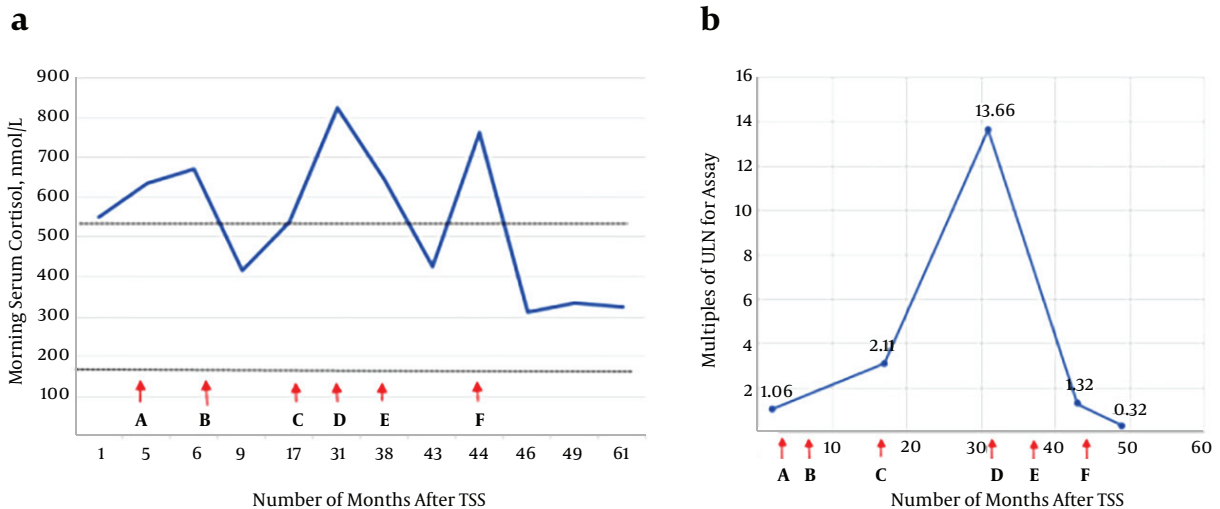 a
Morning Serum Cortisol, nmol/L
900
800
700
600
500
400
300
200
100
A B C D E F
1 5 6 9 17 31 38 43 44 46 49 61
Number of Months After TSS
b
Multiples of ULN for Assay
16
14
12
10
8
6
4
2
1.06
2.11
13.66
1.32
0.32
10 20 30 40 50 60
A B C D E F
Number of Months After TSS